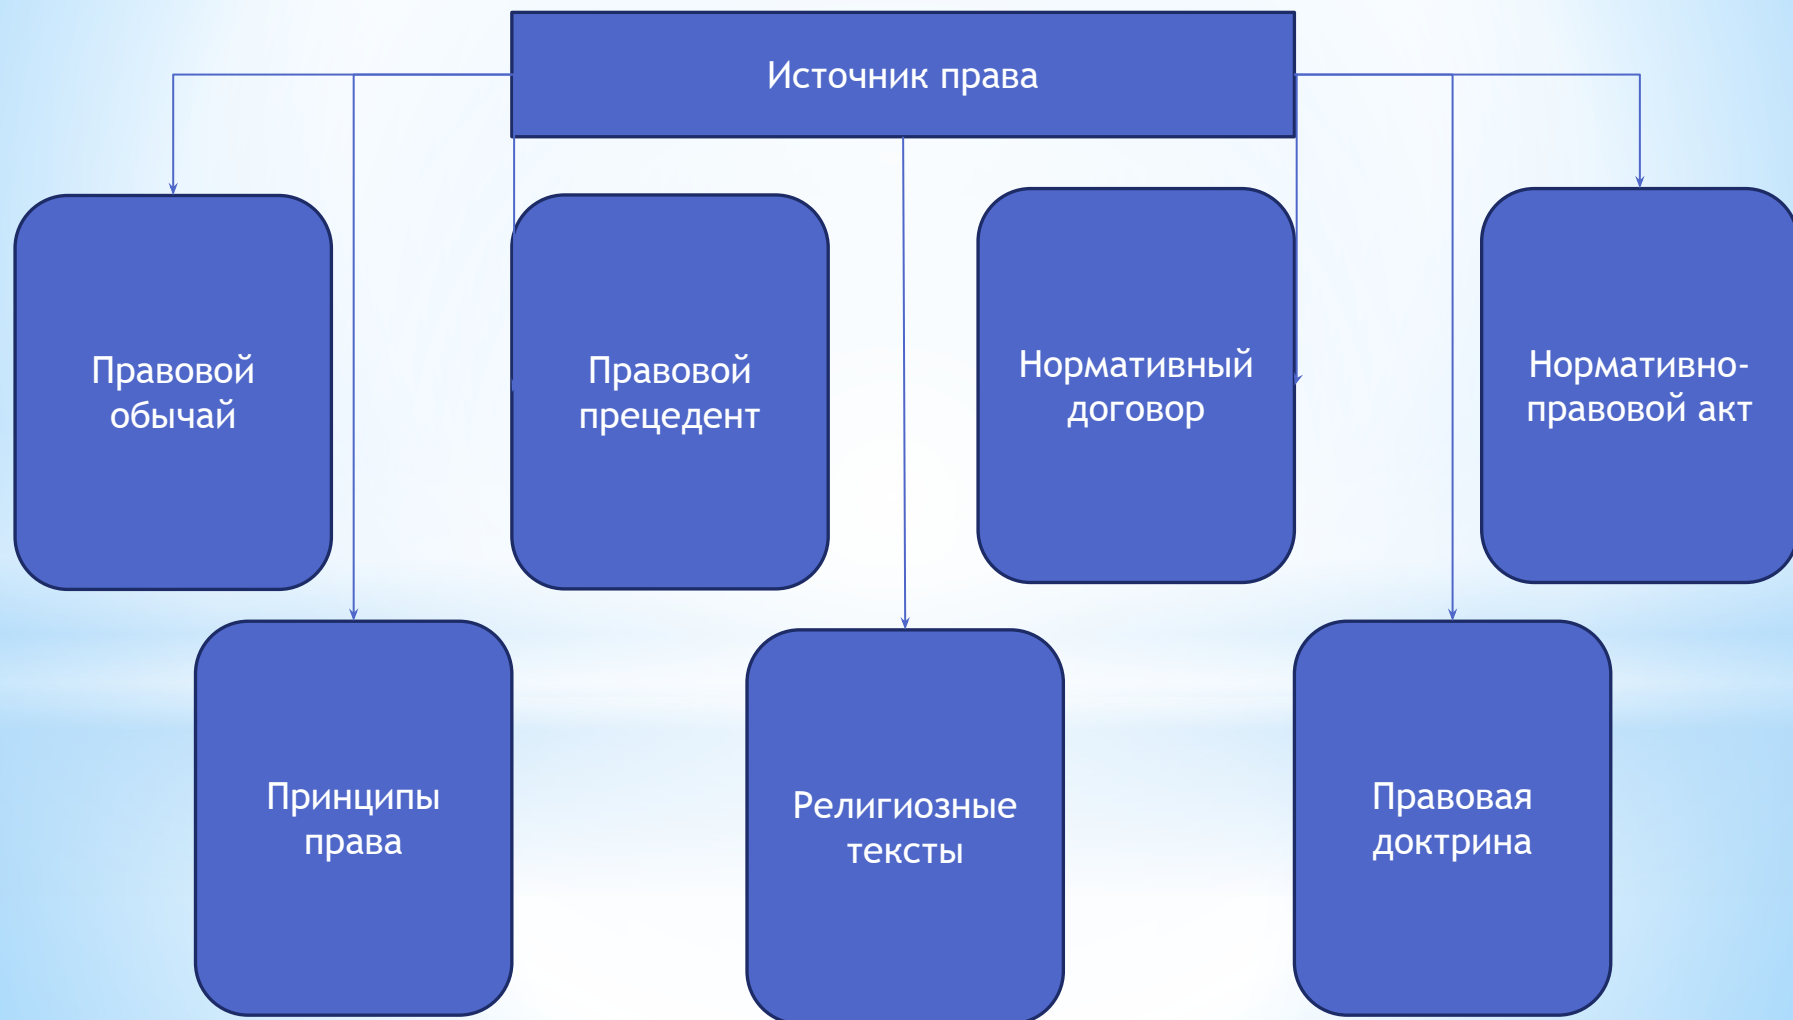 Источник права
Правовой
обычай
Правовой
прецедент
Нормативный
договор
Нормативно-
правовой акт
Принципы
права
Религиозные
тексты
Правовая
доктрина